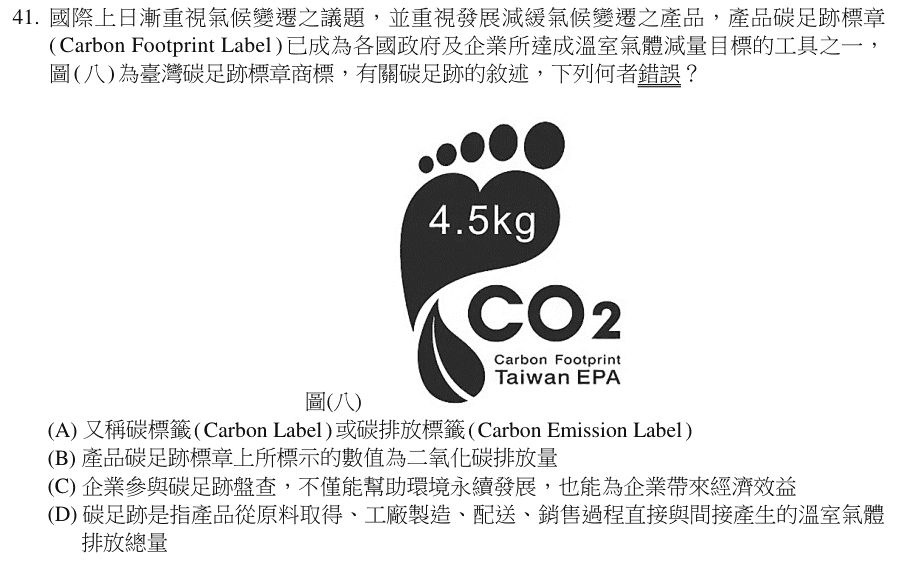 41. 國際上日漸重視氣候變遷之議題，並重視發展減緩氣候變遷之產品，產品碳足跡標章
(Carbon Footprint Label)已成為各國政府及企業所達成溫室氣體減量目標的工具之一，
圖(八)為臺灣碳足跡標章商標，有關碳足跡的敘述，下列何者錯誤？
4.5kg
CO2
Carbon Footprint
Taiwan EPA
圖(八)
(A) 又稱碳標籤(Carbon Label)或碳排放標籤(Carbon Emission Label)
(B) 產品碳足跡標章上所標示的數值為二氧化碳排放量
(C) 企業參與碳足跡盤查，不僅能幫助環境永續發展，也能為企業帶來經濟效益
(D) 碳足跡是指產品從原料取得、工廠製造、配送、銷售過程直接與間接產生的溫室氣體
排放總量